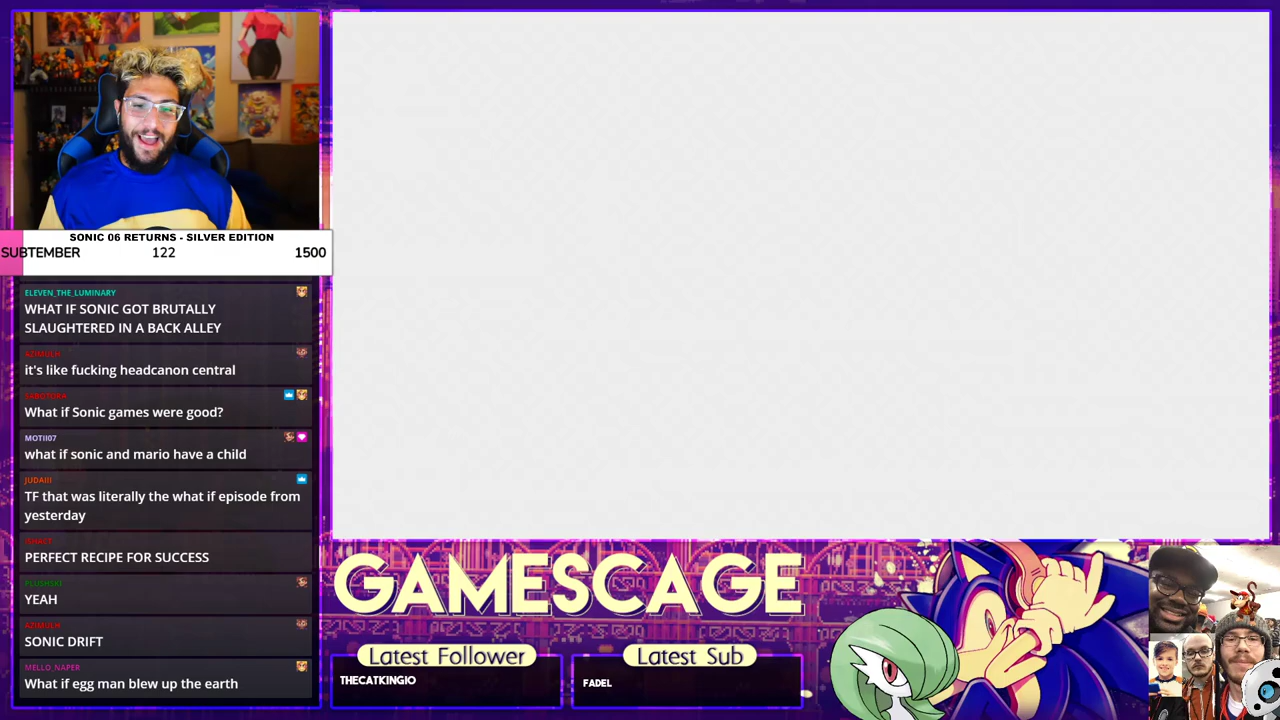 SONIC 06 RETURNS - SILVER EDITION
SUBTEMBER 122 1500
ELEVEN_THE_LUMINARY
WHAT IF SONIC GOT BRUTALLY
SLAUGHTERED IN A BACK ALLEY
AZIMULH
it's like fucking headcanon central
What if Sonic games were good?
MOTII07
what if sonic and mario have a child
JUDAIII
TF that was literally the what if episode from
yesterday
PERFECT RECIPE FOR SUCCESS
YEAH
AZIMULH
SONIC DRIFT
MELLO_NAPER
What if egg man blew up the earth
GAMESCAGE
Latest Follower
THECATKINGIO
Latest Sub
FADEL